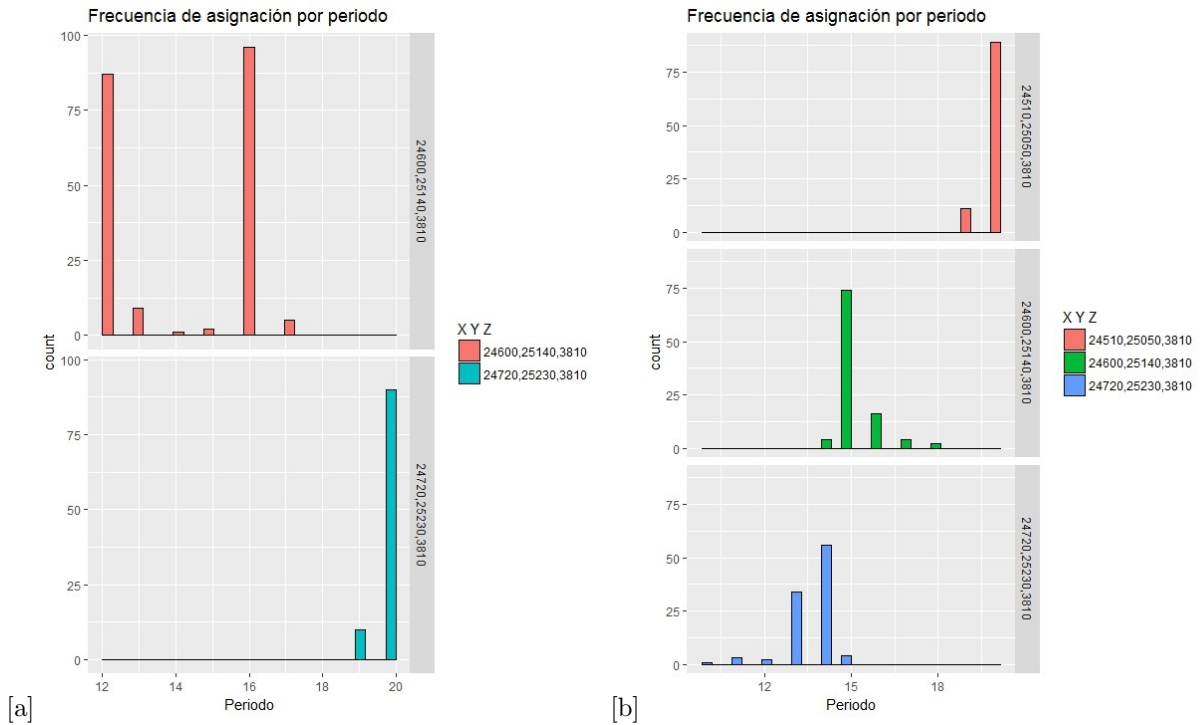 Frecuencia de asignación por periodo
100
75
50
25
0
24600,25140,3810
100
75
50
25
0
24720,25230,3810
count
12 14 16 18 20
Periodo
X Y Z
24600,25140,3810
24720,25230,3810
[a]
Frecuencia de asignación por periodo
75
50
25
0
24510,25050,3810
75
50
25
0
24600,25140,3810
75
50
25
0
24720,25230,3810
count
12 15 18
Periodo
X Y Z
24510,25050,3810
24600,25140,3810
24720,25230,3810
[b]